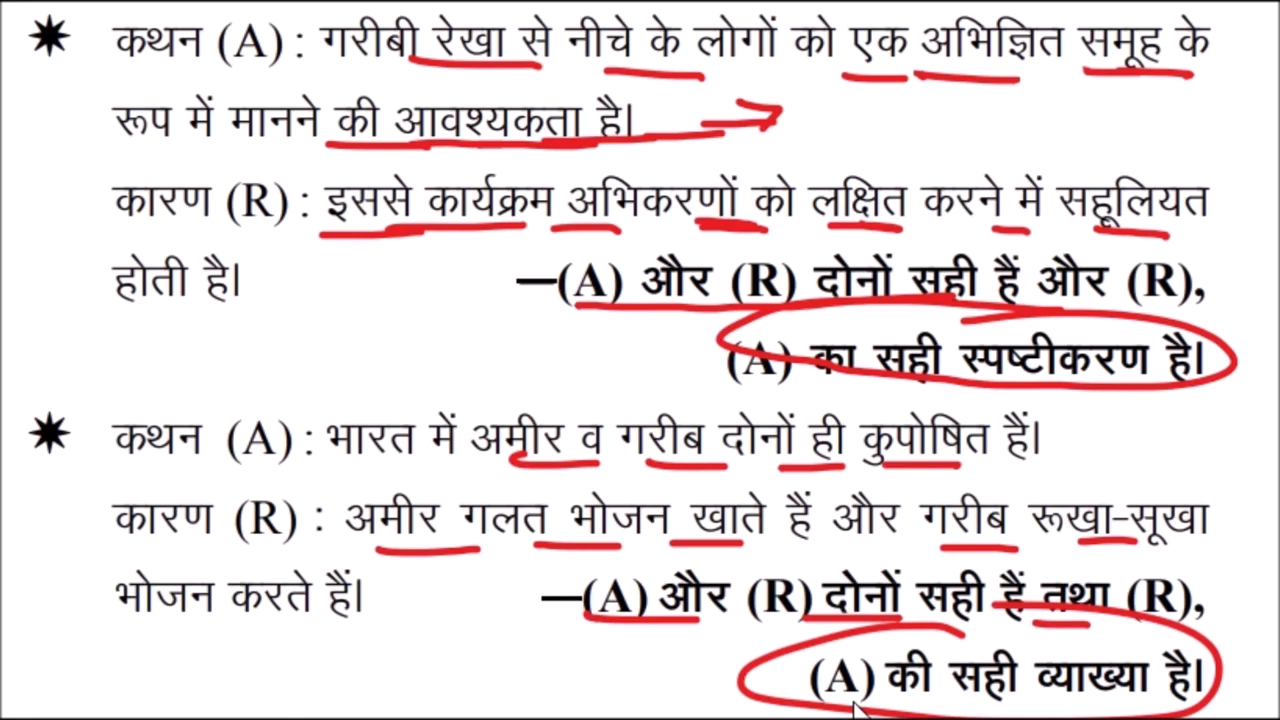 ✷ कथन (A) : गरीबी रेखा से नीचे के लोगों को एक अभिज्ञित समूह के
रूप में मानने की आवश्यकता है।
कारण (R) : इससे कार्यक्रम अभिकरणों को लक्षित करने में सहूलियत
होती है। —(A) और (R) दोनों सही हैं और (R),
(A) का सही स्पष्टीकरण है।
✷ कथन (A) : भारत में अमीर व गरीब दोनों ही कुपोषित हैं।
कारण (R) : अमीर गलत भोजन खाते हैं और गरीब रूखा-सूखा
भोजन करते हैं। —(A) और (R) दोनों सही हैं तथा (R),
(A) की सही व्याख्या है।